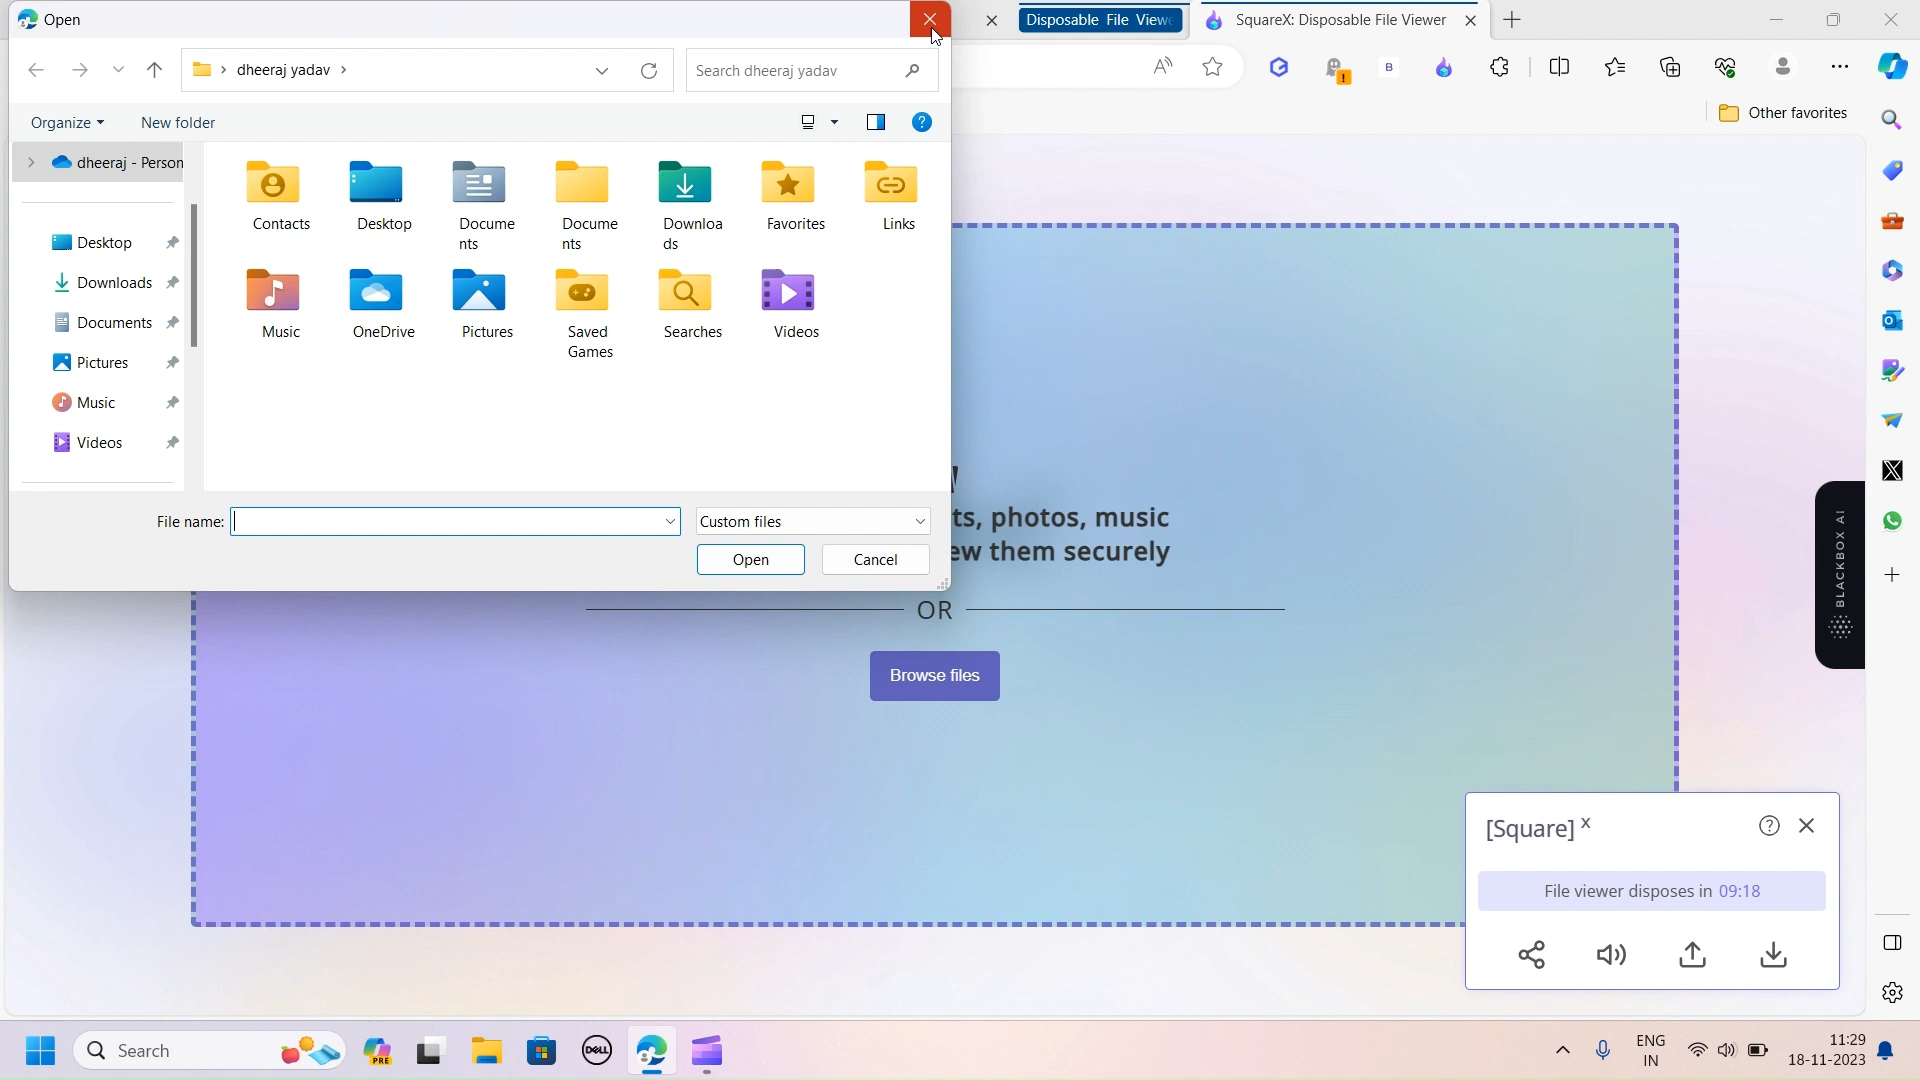 Open
Disposable File View
SquareX: Disposable File Viewer
dheeraj yadav
Search dheeraj yadav
B
Organize
New folder
Other favorites
dheeraj - Person
Desktop
Downloads
Documents
Pictures
Music
Videos
Contacts
Desktop
Docume
nts
Docume
nts
Downloa
ds
Favorites
Links
Music
OneDrive
Pictures
Saved
Games
Searches
Videos
File name:
Custom files
Open
Cancel
ts, photos, music
ew them securely
OR
Browse files
BLACKBOX AI
[Square] x
File viewer disposes in 09:18
Search
PRE
DELL
ENG
IN
11:29
18-11-2023